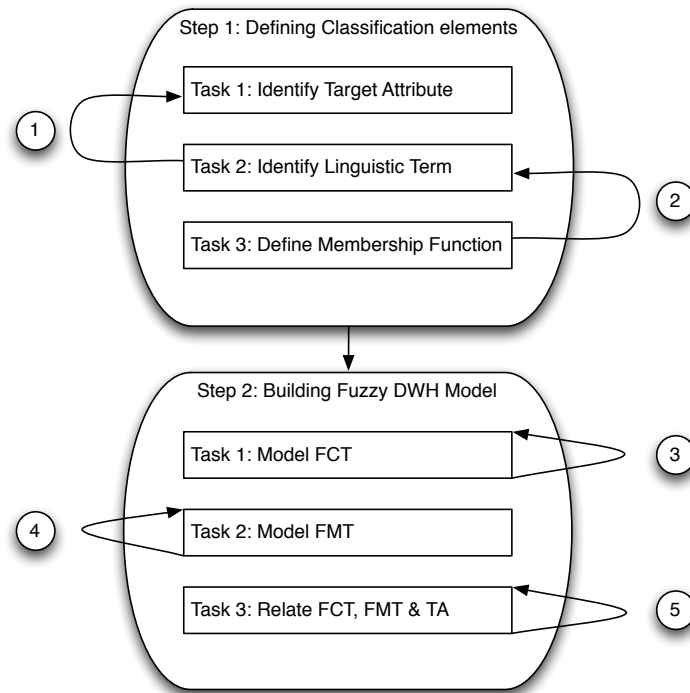 Step 1: Defining Classification elements
Task 1: Identify Target Attribute
1
Task 2: Identify Linguistic Term
2
Task 3: Define Membership Function
Step 2: Building Fuzzy DWH Model
Task 1: Model FCT
3
4
Task 2: Model FMT
Task 3: Relate FCT, FMT & TA
5